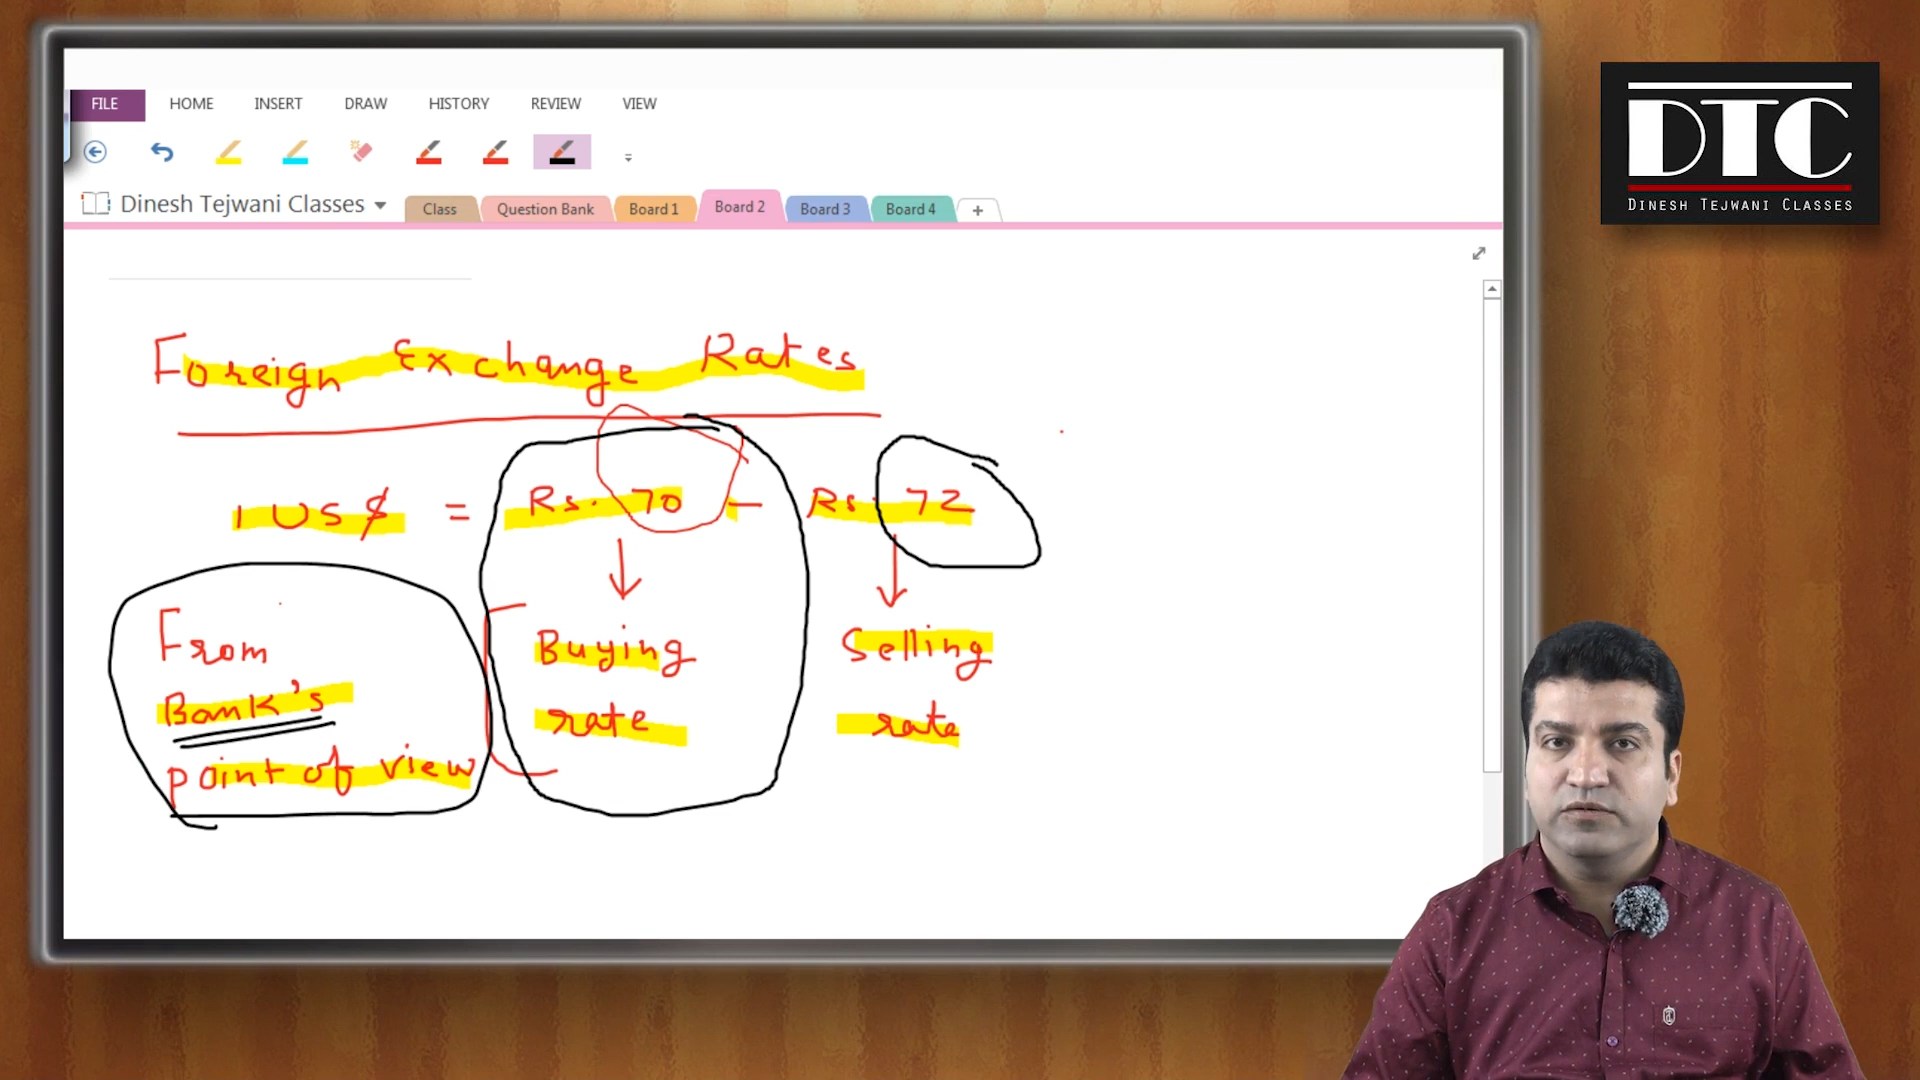 FILE HOME INSERT DRAW HISTORY REVIEW VIEW
Dinesh Tejwani Classes Class Question Bank Board 1 Board 2 Board 3 Board 4 +
DTC
DINESH TEJWANI CLASSES
Foreign Exchange Rates
1 US $ = Rs. 70 – Rs. 72
From
Bank's
point of view
Buying
rate
Selling
rate